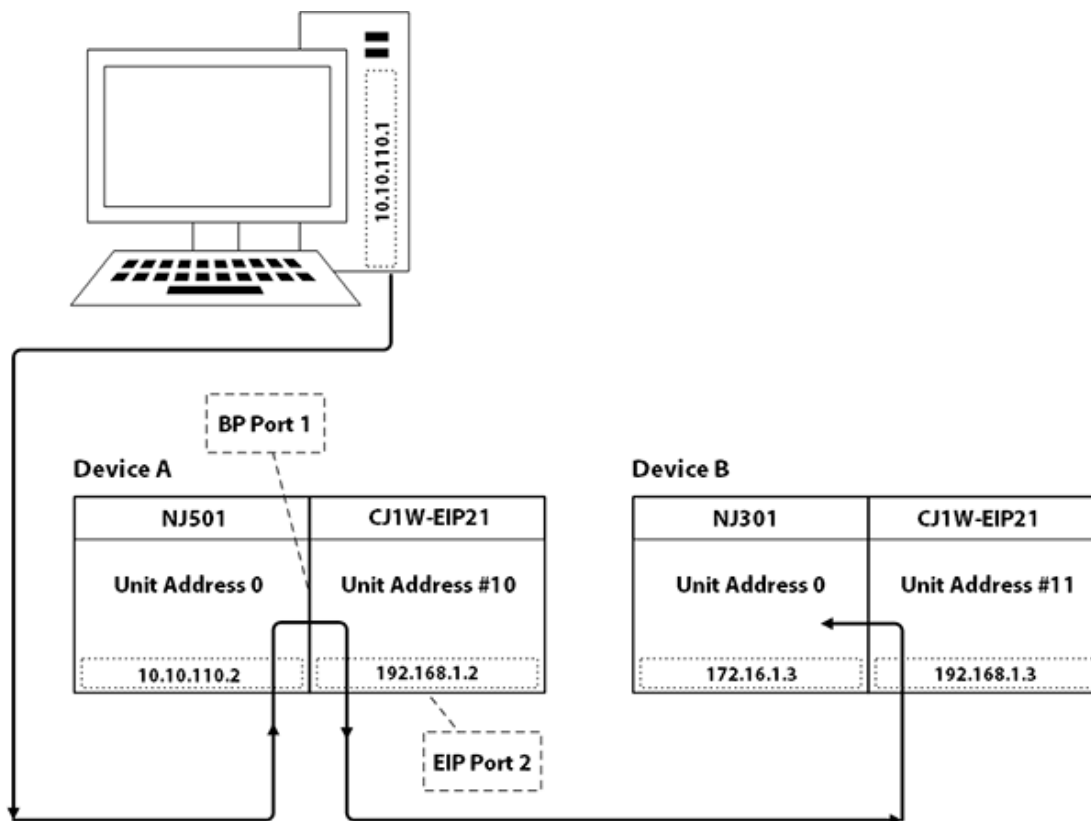 10.10.110.1
BP Port 1
Device A
NJ501
CJ1W-EIP21
Unit Address 0
Unit Address #10
10.10.110.2
192.168.1.2
EIP Port 2
Device B
NJ301
CJ1W-EIP21
Unit Address 0
Unit Address #11
172.16.1.3
192.168.1.3